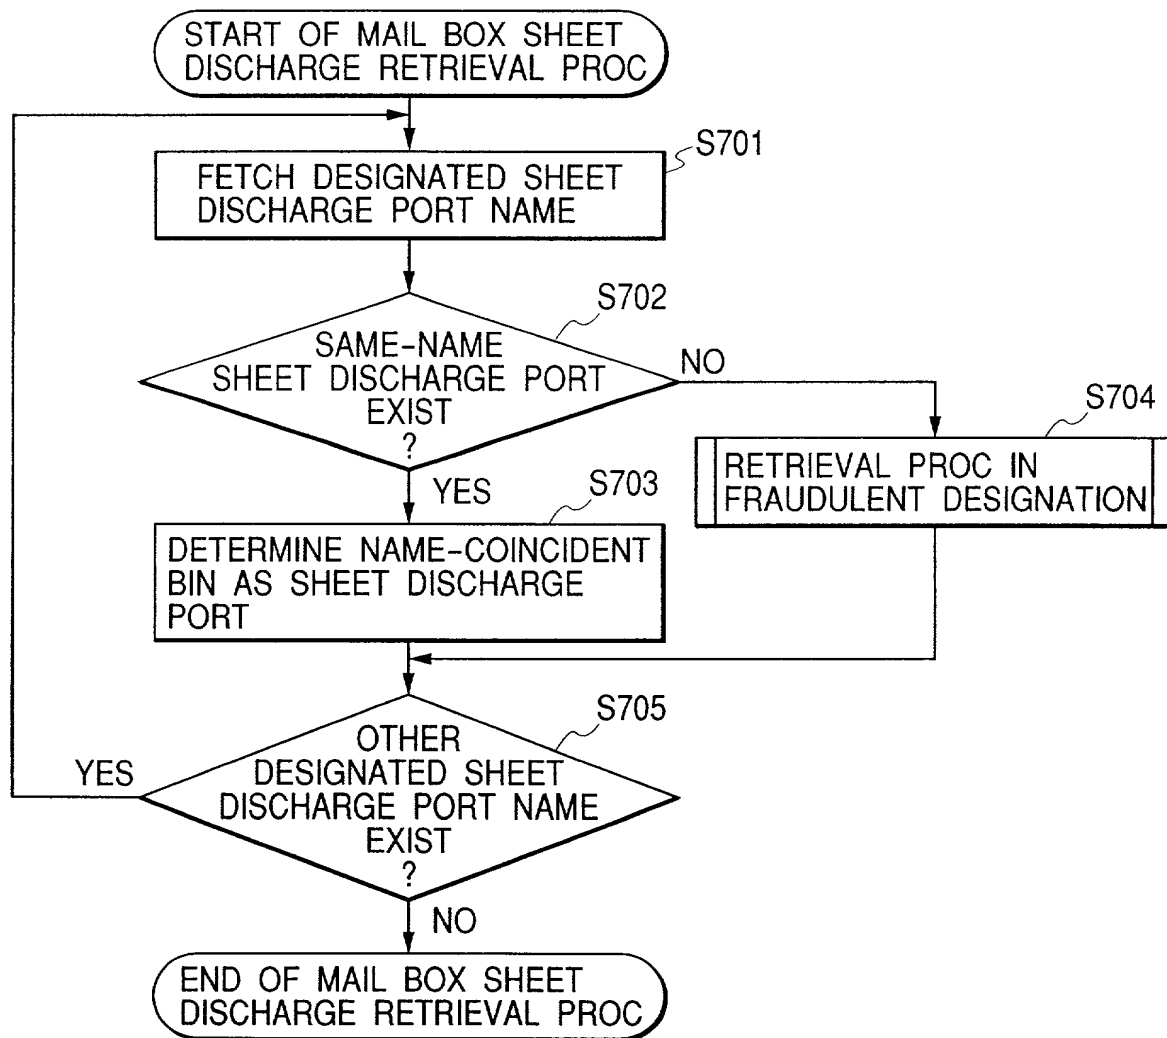 START OF MAIL BOX SHEET
DISCHARGE RETRIEVAL PROC
S701
FETCH DESIGNATED SHEET
DISCHARGE PORT NAME
S702
SAME-NAME
SHEET DISCHARGE PORT
EXIST
?
NO
YES
S704
RETRIEVAL PROC IN
FRAUDULENT DESIGNATION
S703
DETERMINE NAME-COINCIDENT
BIN AS SHEET DISCHARGE
PORT
S705
OTHER
DESIGNATED SHEET
DISCHARGE PORT NAME
EXIST
?
YES
NO
END OF MAIL BOX SHEET
DISCHARGE RETRIEVAL PROC